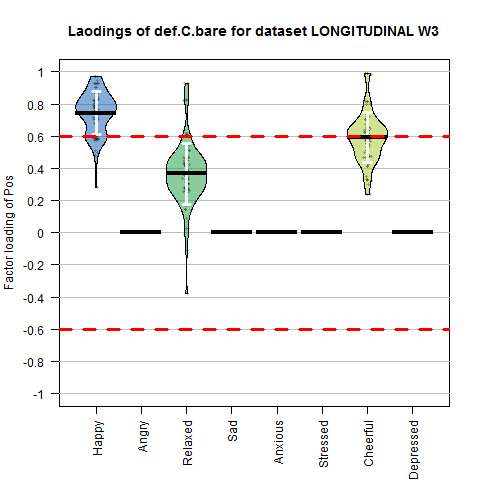 Laodings of def.C.bare for dataset LONGITUDINAL W3
Factor loading of Pos
1
0.8
0.6
0.4
0.2
0
-0.2
-0.4
-0.6
-0.8
-1
Happy
Angry
Relaxed
Sad
Anxious
Stressed
Cheerful
Depressed